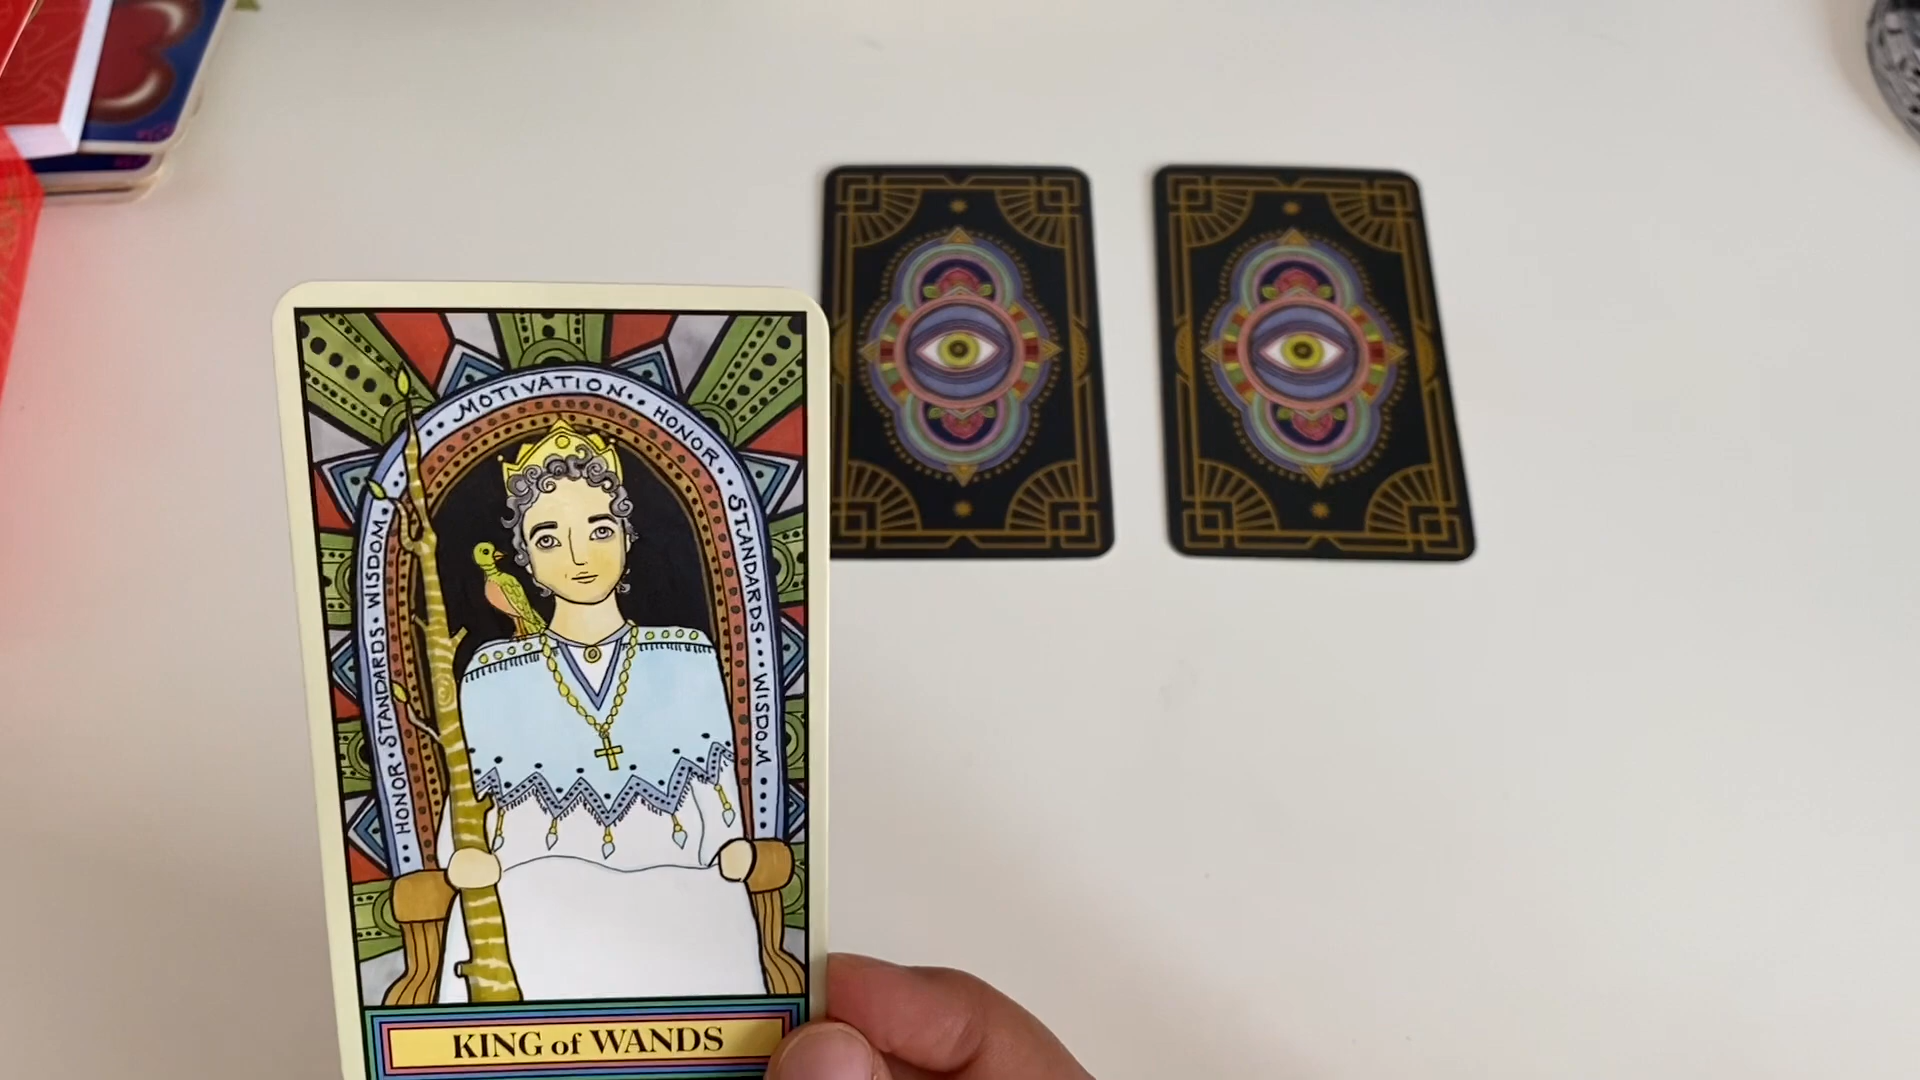 HONOR · STANDARDS · WISDOM ·
MOTIVATION · HONOR · STANDARDS · WISDOM
KING of WANDS